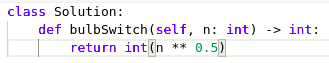 class Solution:
    def bulbSwitch(self, n: int) -> int:
        return int(n ** 0.5)